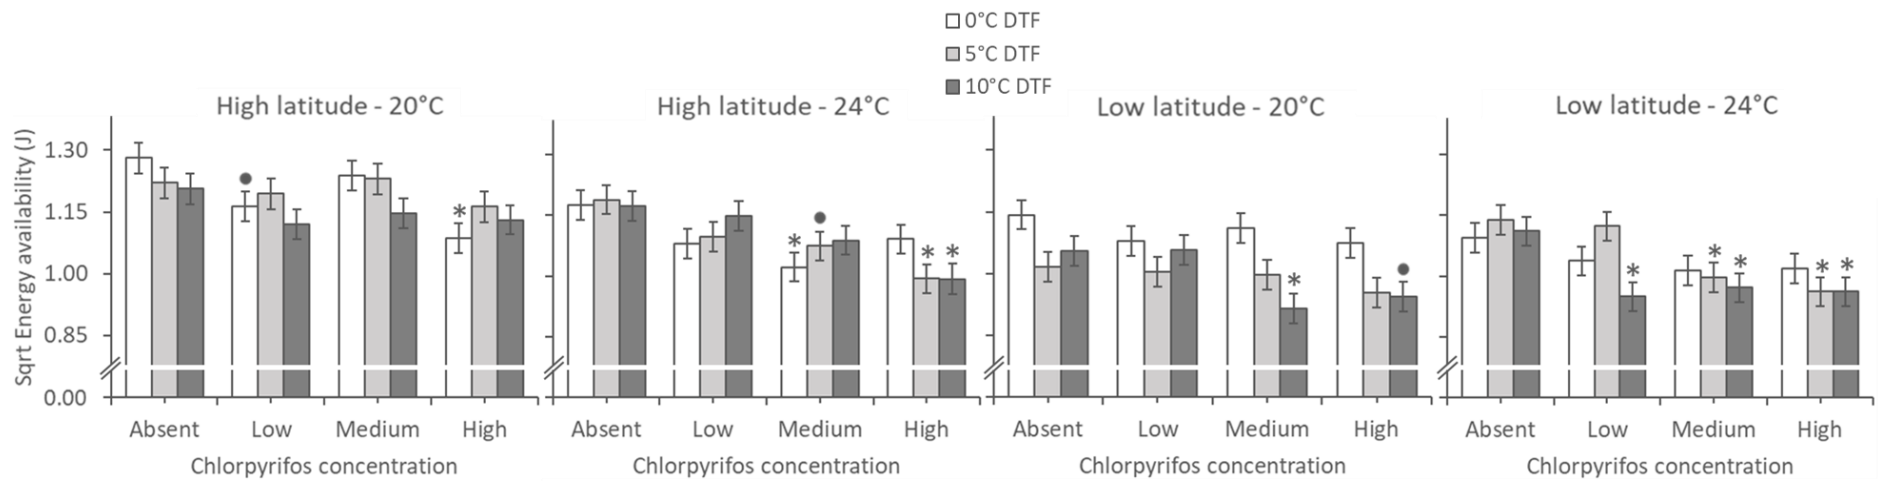 0°C DTF
5°C DTF
10°C DTF
High latitude - 20°C
High latitude - 24°C
Low latitude - 20°C
Low latitude - 24°C
Sqrt Energy availability (J)
1.30
1.15
1.00
0.85
0.00
* * * * * * * * * * *
Absent Low Medium High
Absent Low Medium High
Absent Low Medium High
Absent Low Medium High
Chlorpyrifos concentration
Chlorpyrifos concentration
Chlorpyrifos concentration
Chlorpyrifos concentration